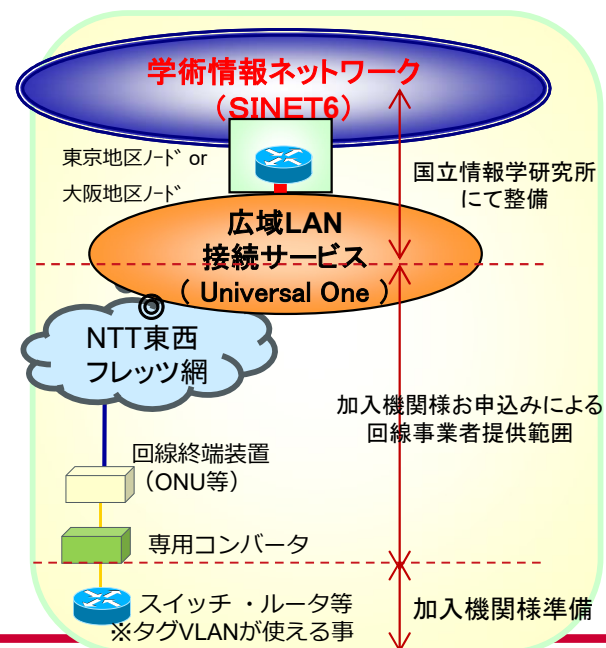 学術情報ネットワーク
（SINET6）
東京地区ﾉｰﾄﾞ or
大阪地区ﾉｰﾄﾞ
国立情報学研究所
にて整備
広域LAN
接続サービス
（ Universal One ）
◎
NTT東西
フレッツ網
加入機関様お申込みによる
回線事業者提供範囲
回線終端装置
（ONU等）
専用コンバータ
スイッチ ・ルータ等
※タグVLANが使える事
加入機関様準備